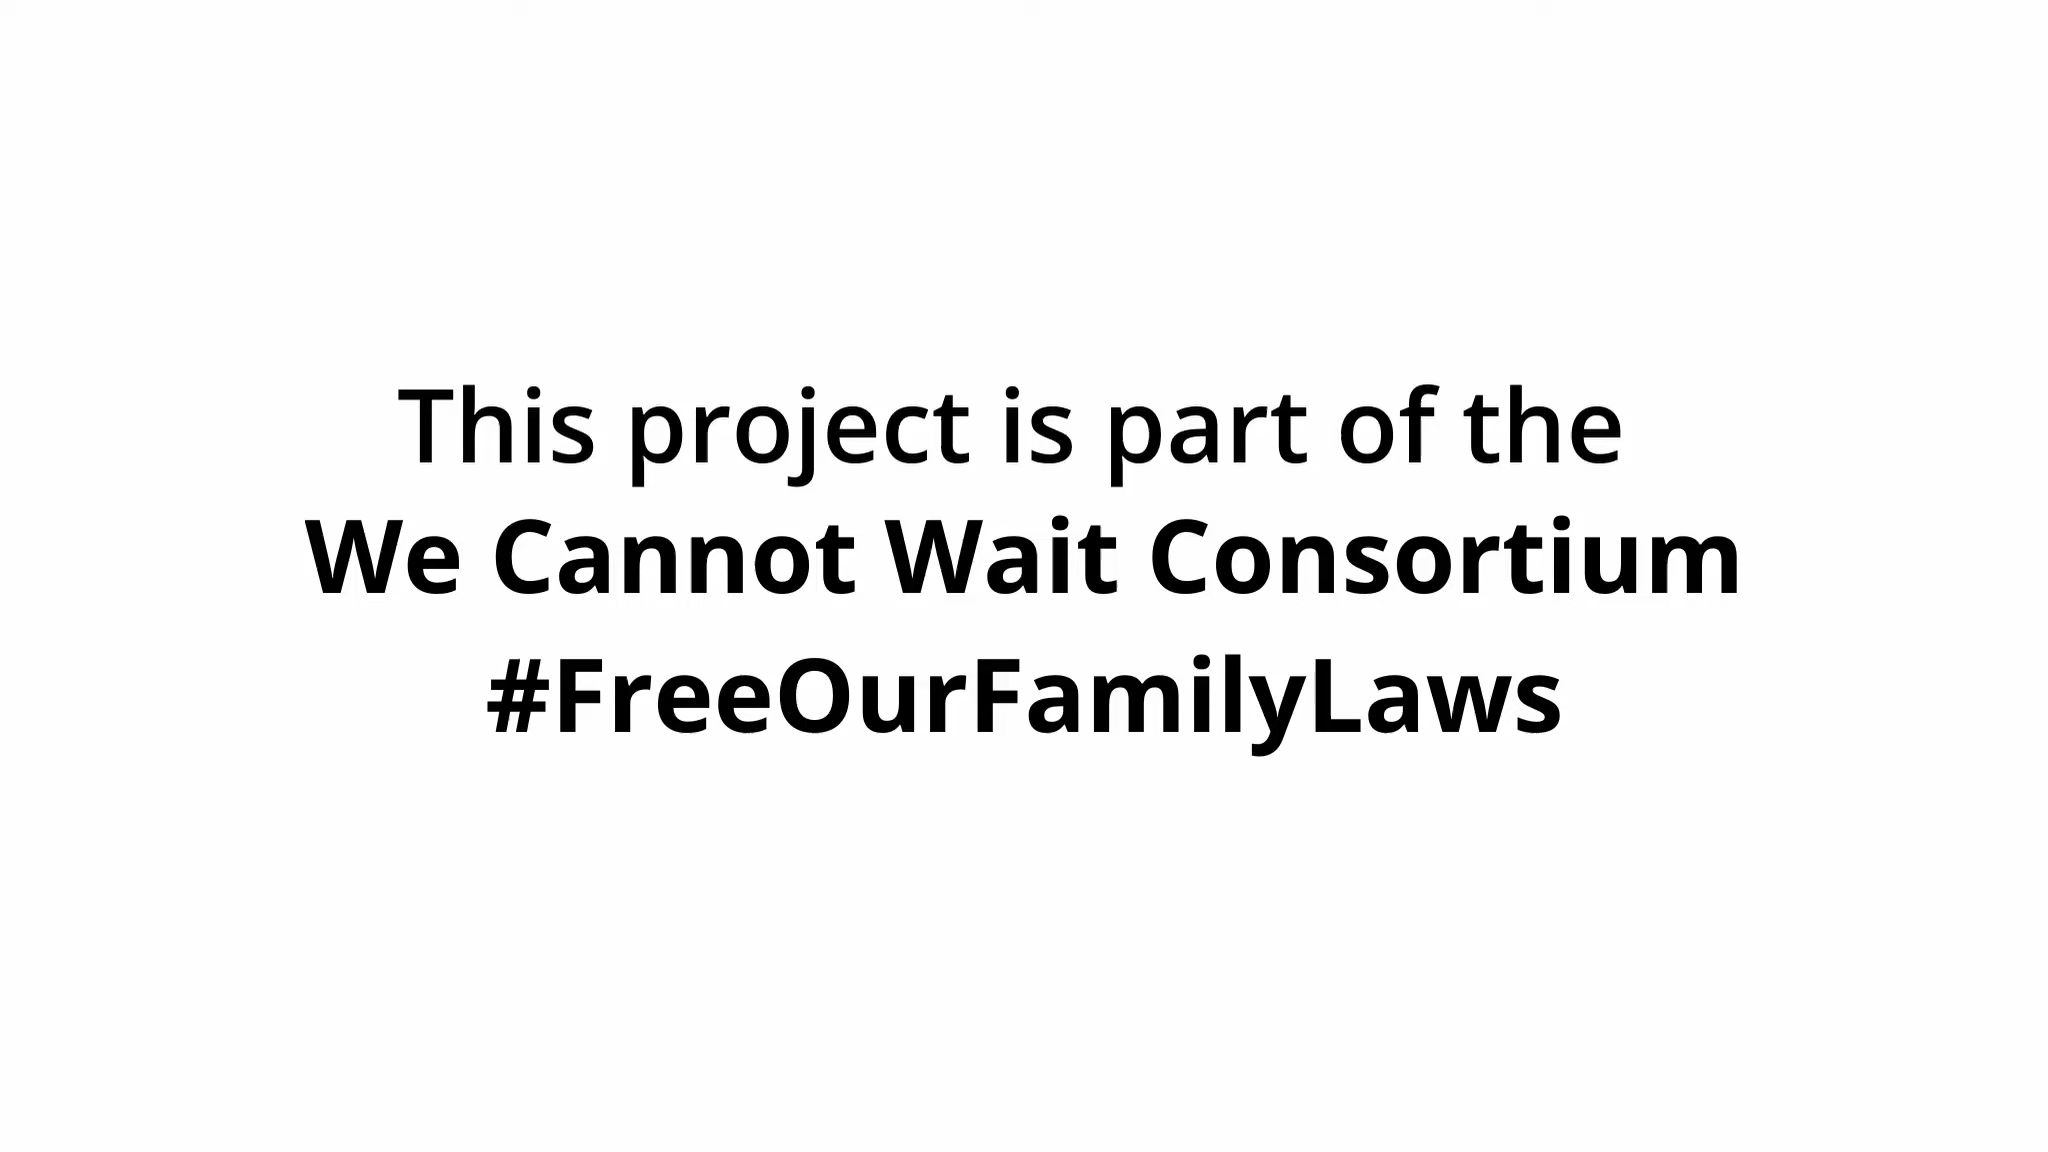 This project is part of the
We Cannot Wait Consortium
#FreeOurFamilyLaws